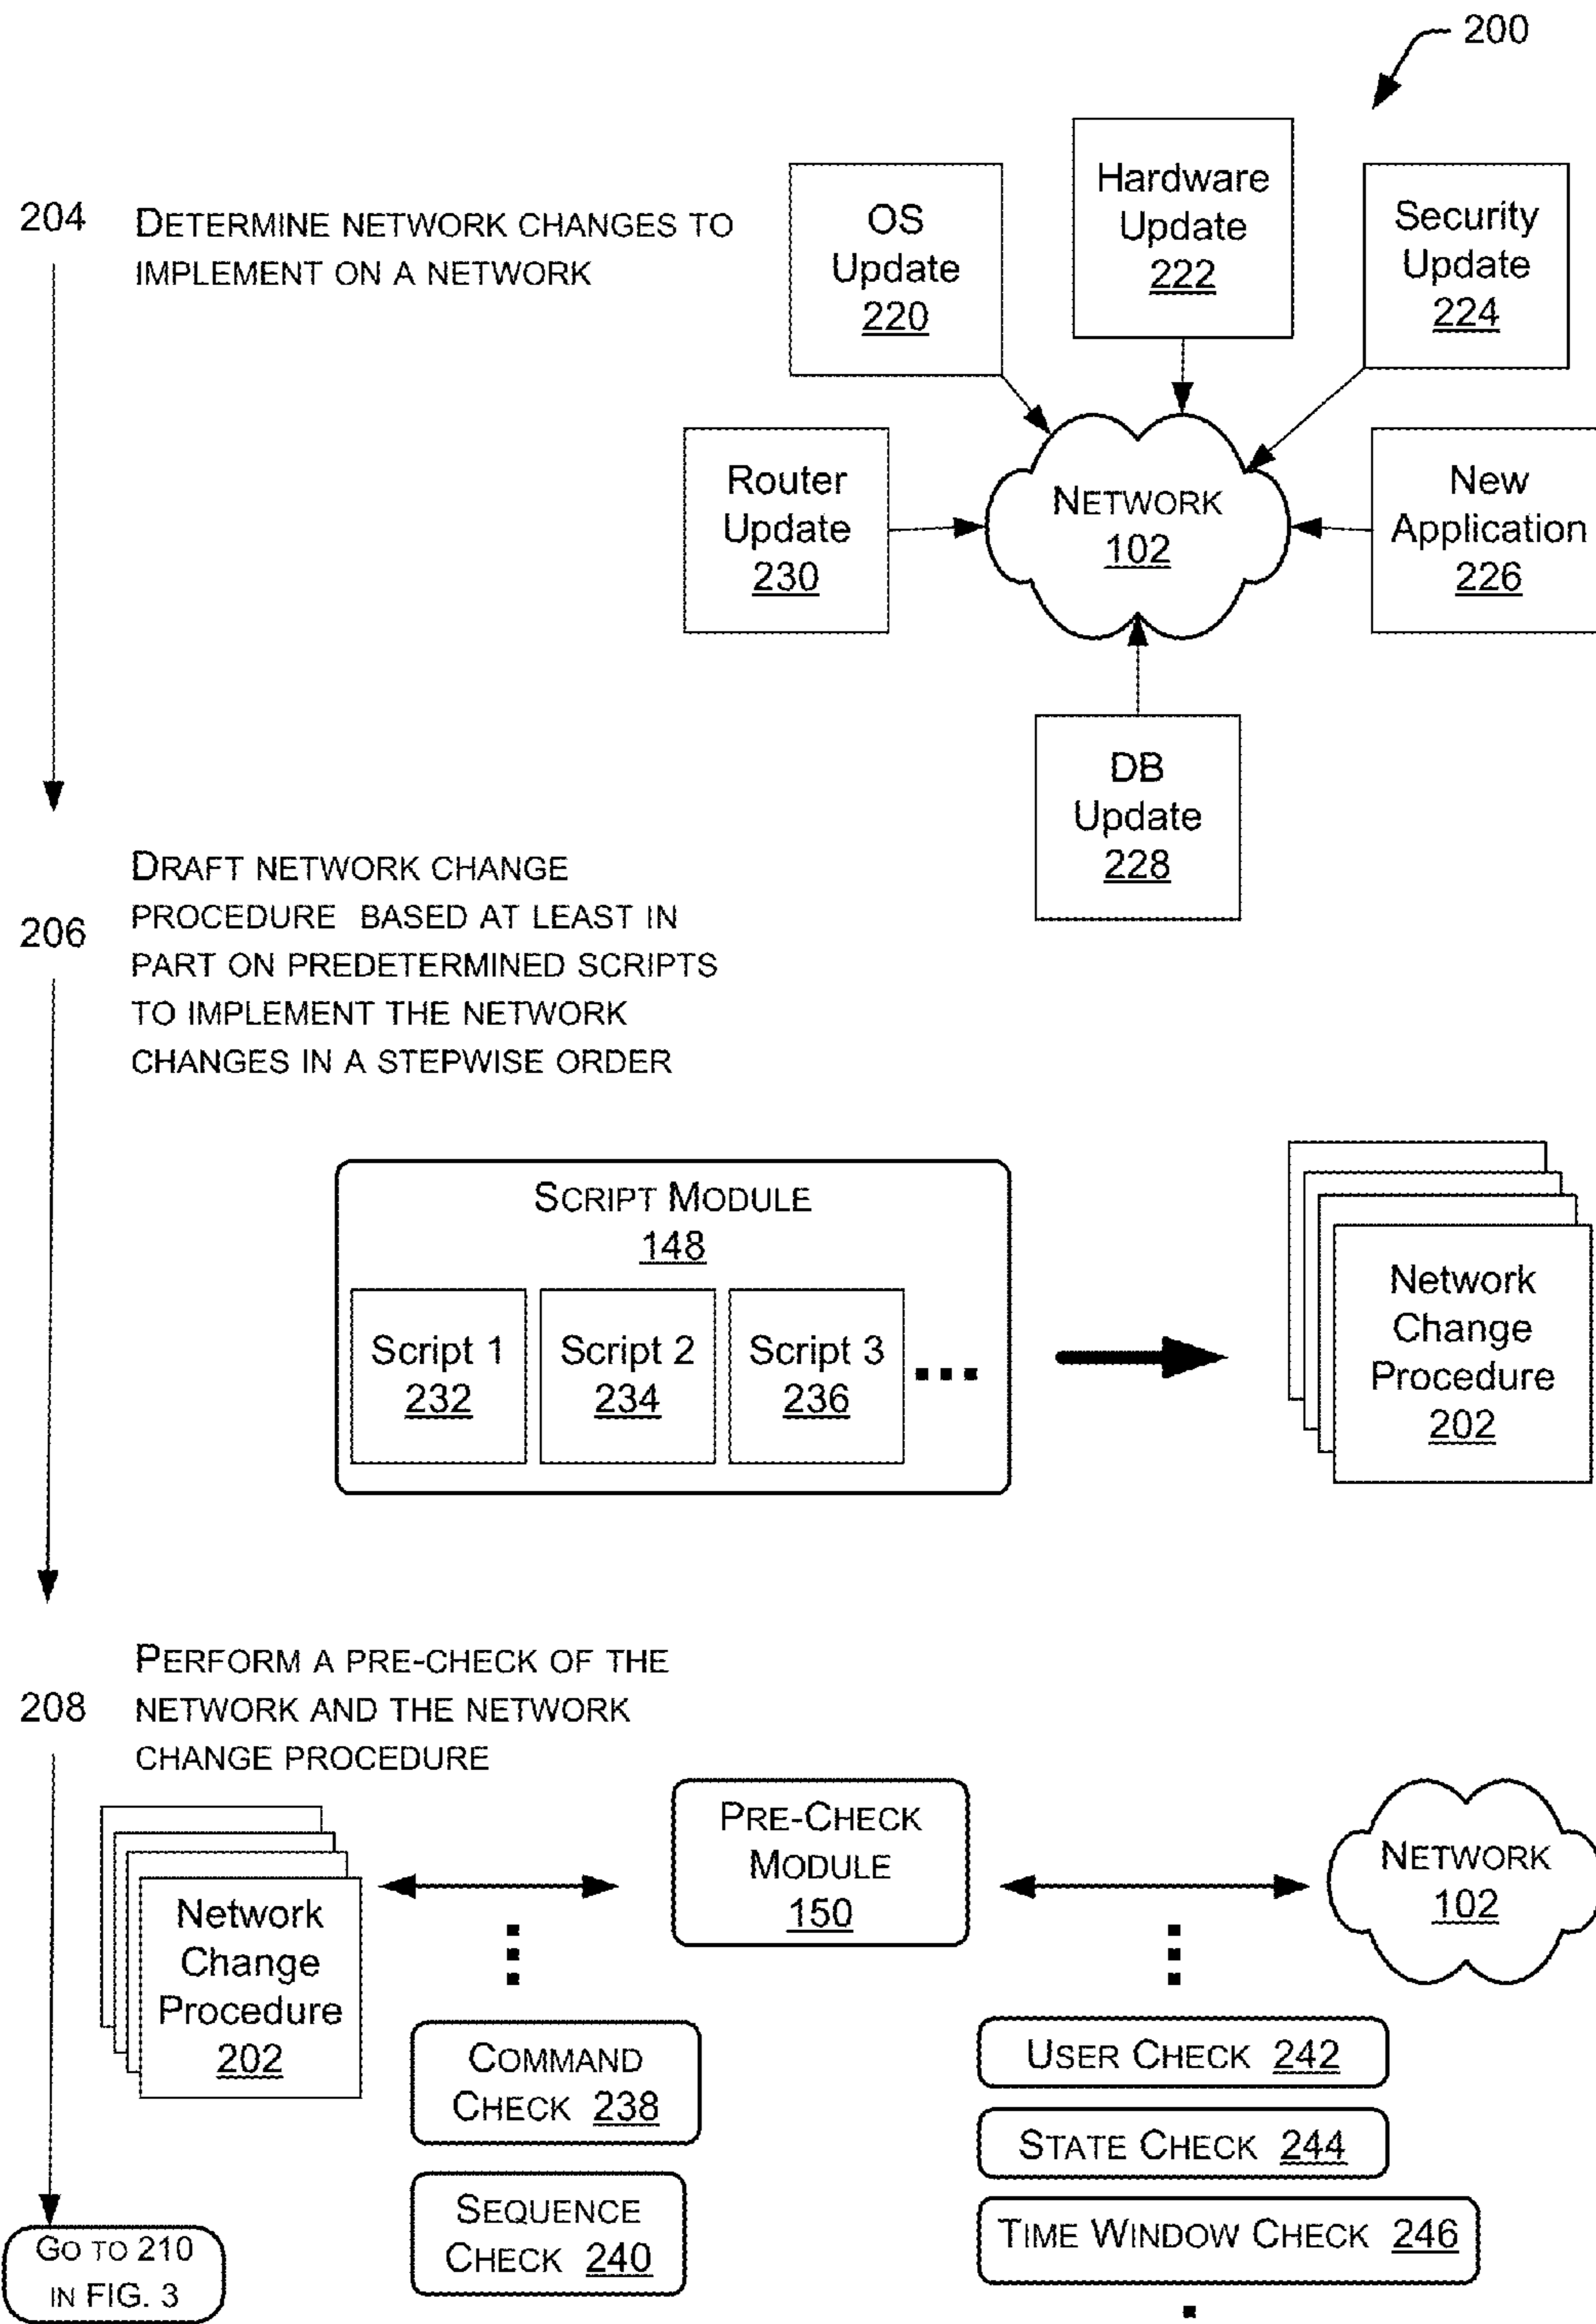 200
204
DETERMINE NETWORK CHANGES TO
IMPLEMENT ON A NETWORK
OS
Update
220
Hardware
Update
222
Security
Update
224
Router
Update
230
NETWORK
102
New
Application
226
DB
Update
228
206
DRAFT NETWORK CHANGE
PROCEDURE BASED AT LEAST IN
PART ON PREDETERMINED SCRIPTS
TO IMPLEMENT THE NETWORK
CHANGES IN A STEPWISE ORDER
SCRIPT MODULE
148
Script 1
232
Script 2
234
Script 3
236
Network
Change
Procedure
202
208
PERFORM A PRE-CHECK OF THE
NETWORK AND THE NETWORK
CHANGE PROCEDURE
Network
Change
Procedure
202
PRE-CHECK
MODULE
150
NETWORK
102
COMMAND
CHECK 238
SEQUENCE
CHECK 240
USER CHECK 242
STATE CHECK 244
TIME WINDOW CHECK 246
GO TO 210
IN FIG. 3